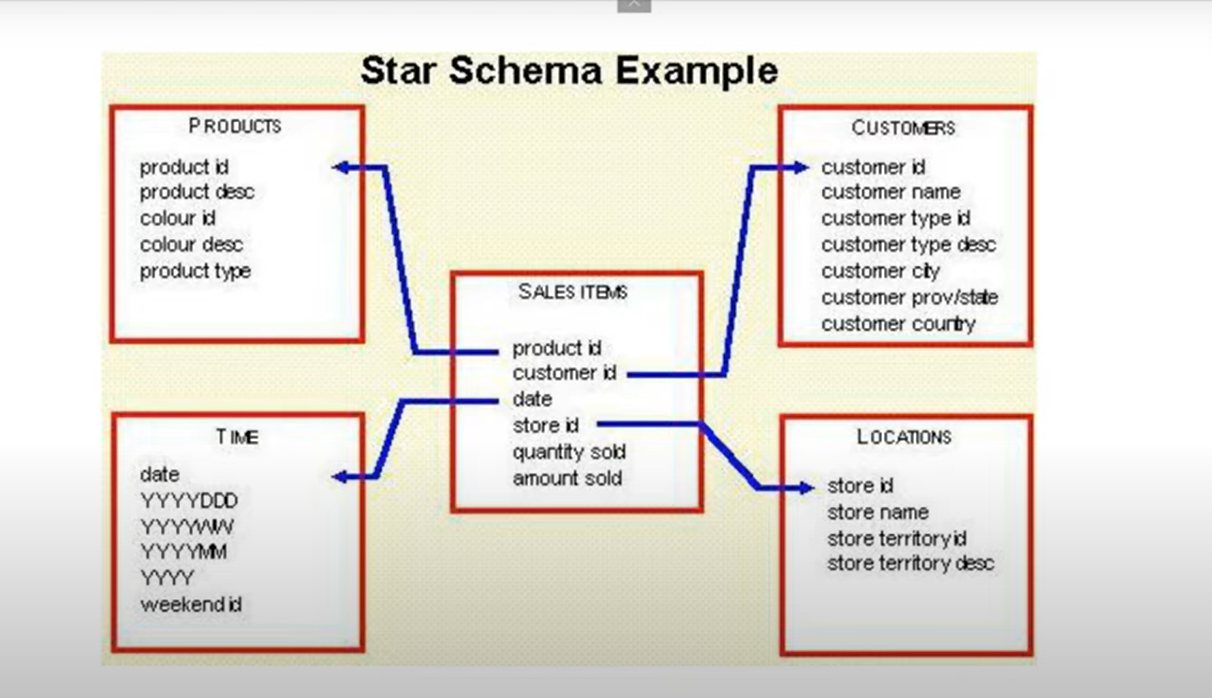 Star Schema Example
PRODUCTS
product id
product desc
colour id
colour desc
product type
CUSTOMERS
customer id
customer name
customer type id
customer type desc
customer city
customer prov/state
customer country
SALES ITEMS
product id
customer id
date
store id
quantity sold
amount sold
TIME
date
YYYYDDD
YYYYWW
YYYYMM
YYYY
weekend id
LOCATIONS
store id
store name
store territory id
store territory desc